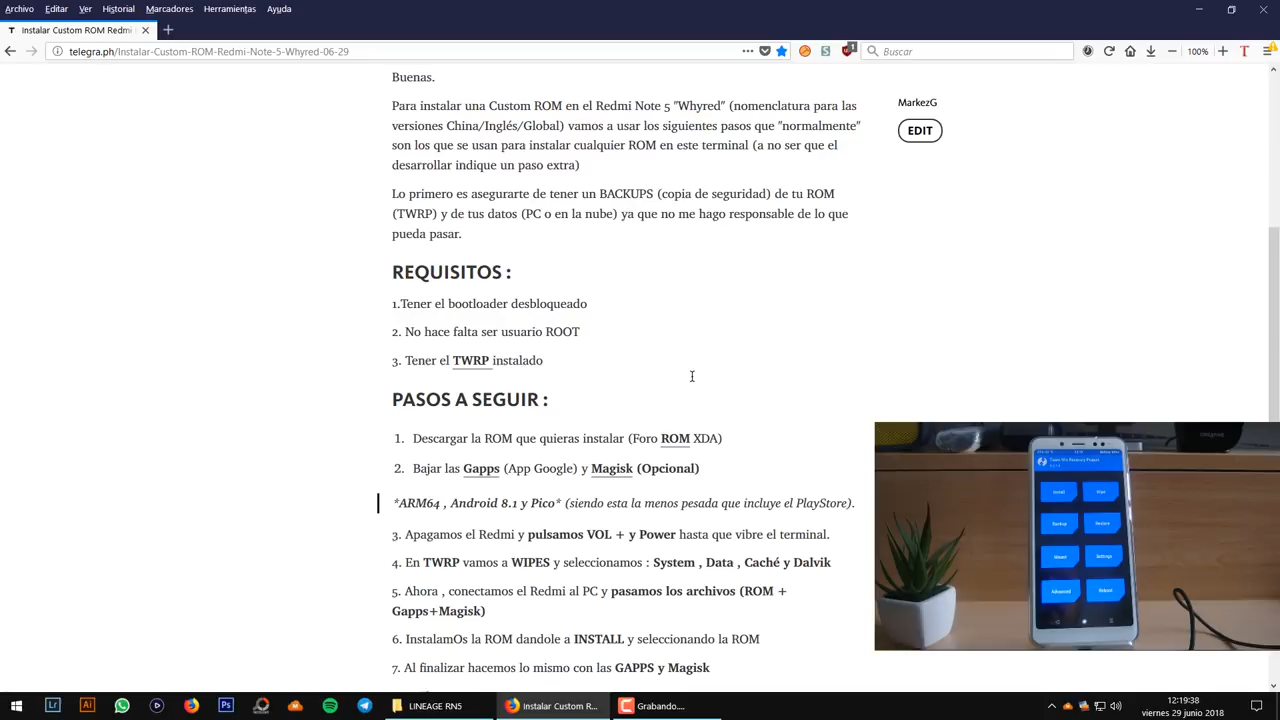 Archivo Editar Ver Historial Marcadores Herramientas Ayuda
Instalar Custom ROM Redmi
telegra.ph/Instalar-Custom-ROM-Redmi-Note-5-Whyred-06-29
1
Buscar
100%
Buenas.
Para instalar una Custom ROM en el Redmi Note 5 "Whyred" (nomenclatura para las
versiones China/Inglés/Global) vamos a usar los siguientes pasos que "normalmente"
son los que se usan para instalar cualquier ROM en este terminal (a no ser que el
desarrollar indique un paso extra)
Lo primero es asegurarte de tener un BACKUPS (copia de seguridad) de tu ROM
(TWRP) y de tus datos (PC o en la nube) ya que no me hago responsable de lo que
pueda pasar.
MarkezG
EDIT
REQUISITOS :
1.Tener el bootloader desbloqueado
2. No hace falta ser usuario ROOT
3. Tener el TWRP instalado
PASOS A SEGUIR :
1. Descargar la ROM que quieras instalar (Foro ROM XDA)
2. Bajar las Gapps (App Google) y Magisk (Opcional)
*ARM64 , Android 8.1 y Pico* (siendo esta la menos pesada que incluye el PlayStore).
3. Apagamos el Redmi y pulsamos VOL + y Power hasta que vibre el terminal.
4. En TWRP vamos a WIPES y seleccionamos : System , Data , Caché y Dalvik
5. Ahora , conectamos el Redmi al PC y pasamos los archivos (ROM +
Gapps+Magisk)
6. InstalamOs la ROM dandole a INSTALL y seleccionando la ROM
7. Al finalizar hacemos lo mismo con las GAPPS y Magisk
Install
Wipe
Backup
Restore
Mount
Settings
Advanced
Reboot
LINEAGE RN5
Instalar Custom R...
Grabando....
12:19:38
viernes 29 junio 2018